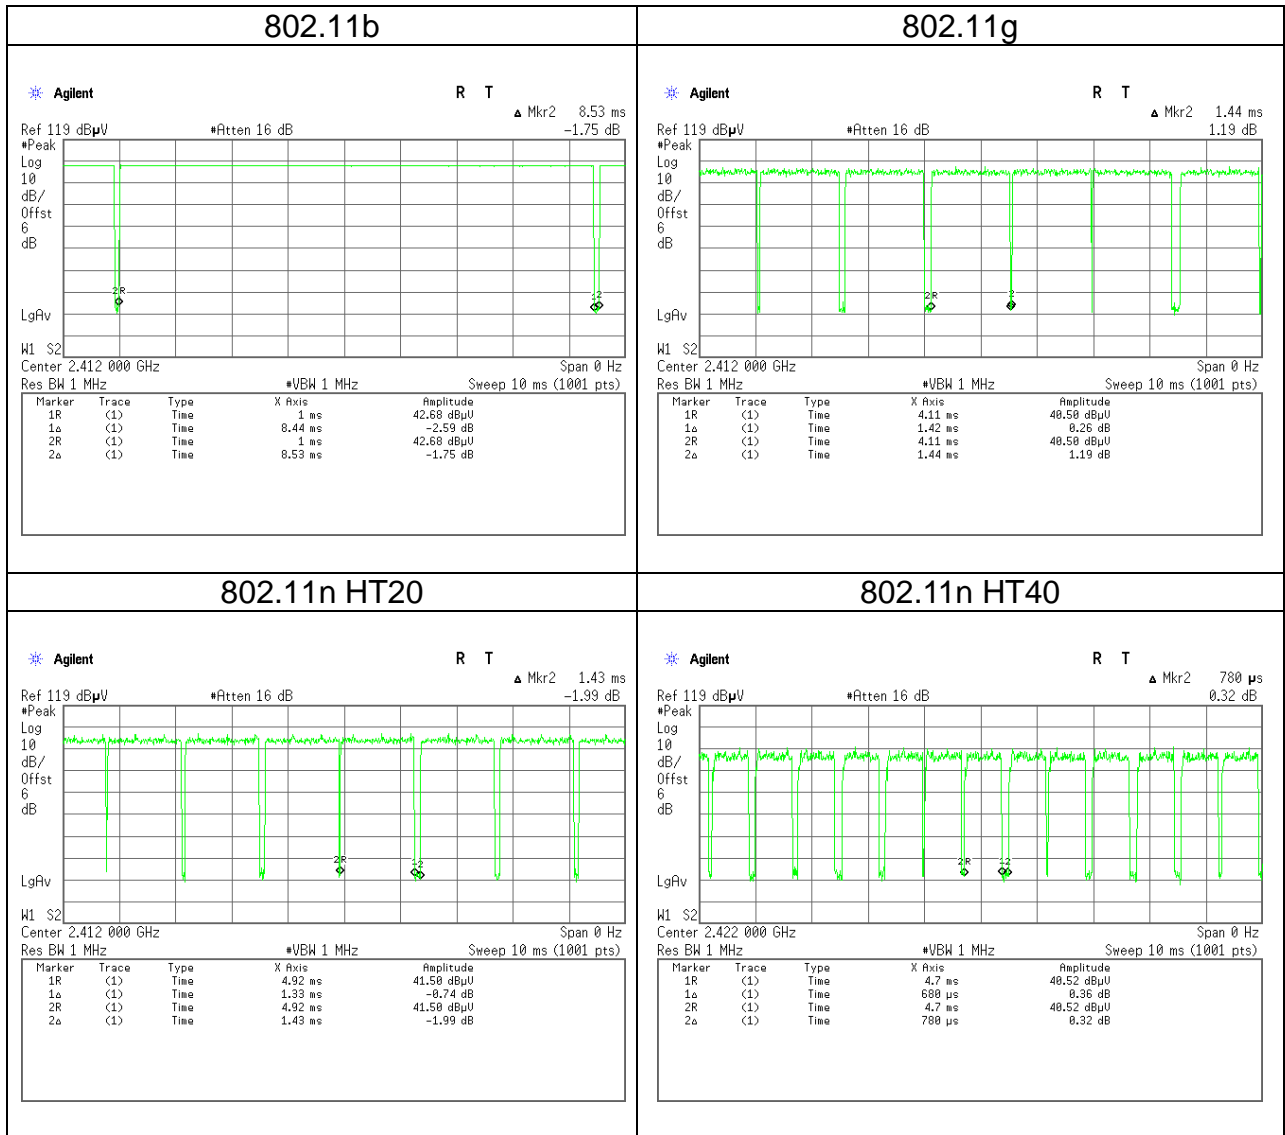 802.11b
802.11g
Agilent R T
Δ Mkr2 8.53 ms
Ref 119 dBµV #Atten 16 dB -1.75 dB
#Peak
Log
10
dB/
Offst
6
dB
2R
1 2
LgAv
W1 S2
Center 2.412 000 GHz Span 0 Hz
Res BW 1 MHz #VBW 1 MHz Sweep 10 ms (1001 pts)
Marker Trace Type X Axis Amplitude
1R (1) Time 1 ms 42.68 dBµV
1Δ (1) Time 8.44 ms -2.59 dB
2R (1) Time 1 ms 42.68 dBµV
2Δ (1) Time 8.53 ms -1.75 dB
Agilent R T
Δ Mkr2 1.44 ms
Ref 119 dBµV #Atten 16 dB 1.19 dB
#Peak
Log
10
dB/
Offst
6
dB
2R
2
LgAv
W1 S2
Center 2.412 000 GHz Span 0 Hz
Res BW 1 MHz #VBW 1 MHz Sweep 10 ms (1001 pts)
Marker Trace Type X Axis Amplitude
1R (1) Time 4.11 ms 40.50 dBµV
1Δ (1) Time 1.42 ms 0.26 dB
2R (1) Time 4.11 ms 40.50 dBµV
2Δ (1) Time 1.44 ms 1.19 dB
802.11n HT20
802.11n HT40
Agilent R T
Δ Mkr2 1.43 ms
Ref 119 dBµV #Atten 16 dB -1.99 dB
#Peak
Log
10
dB/
Offst
6
dB
2R
1 2
LgAv
W1 S2
Center 2.412 000 GHz Span 0 Hz
Res BW 1 MHz #VBW 1 MHz Sweep 10 ms (1001 pts)
Marker Trace Type X Axis Amplitude
1R (1) Time 4.92 ms 41.50 dBµV
1Δ (1) Time 1.33 ms -0.74 dB
2R (1) Time 4.92 ms 41.50 dBµV
2Δ (1) Time 1.43 ms -1.99 dB
Agilent R T
Δ Mkr2 780 µs
Ref 119 dBµV #Atten 16 dB 0.32 dB
#Peak
Log
10
dB/
Offst
6
dB
2R
1 2
LgAv
W1 S2
Center 2.422 000 GHz Span 0 Hz
Res BW 1 MHz #VBW 1 MHz Sweep 10 ms (1001 pts)
Marker Trace Type X Axis Amplitude
1R (1) Time 4.7 ms 40.52 dBµV
1Δ (1) Time 680 µs 0.36 dB
2R (1) Time 4.7 ms 40.52 dBµV
2Δ (1) Time 780 µs 0.32 dB